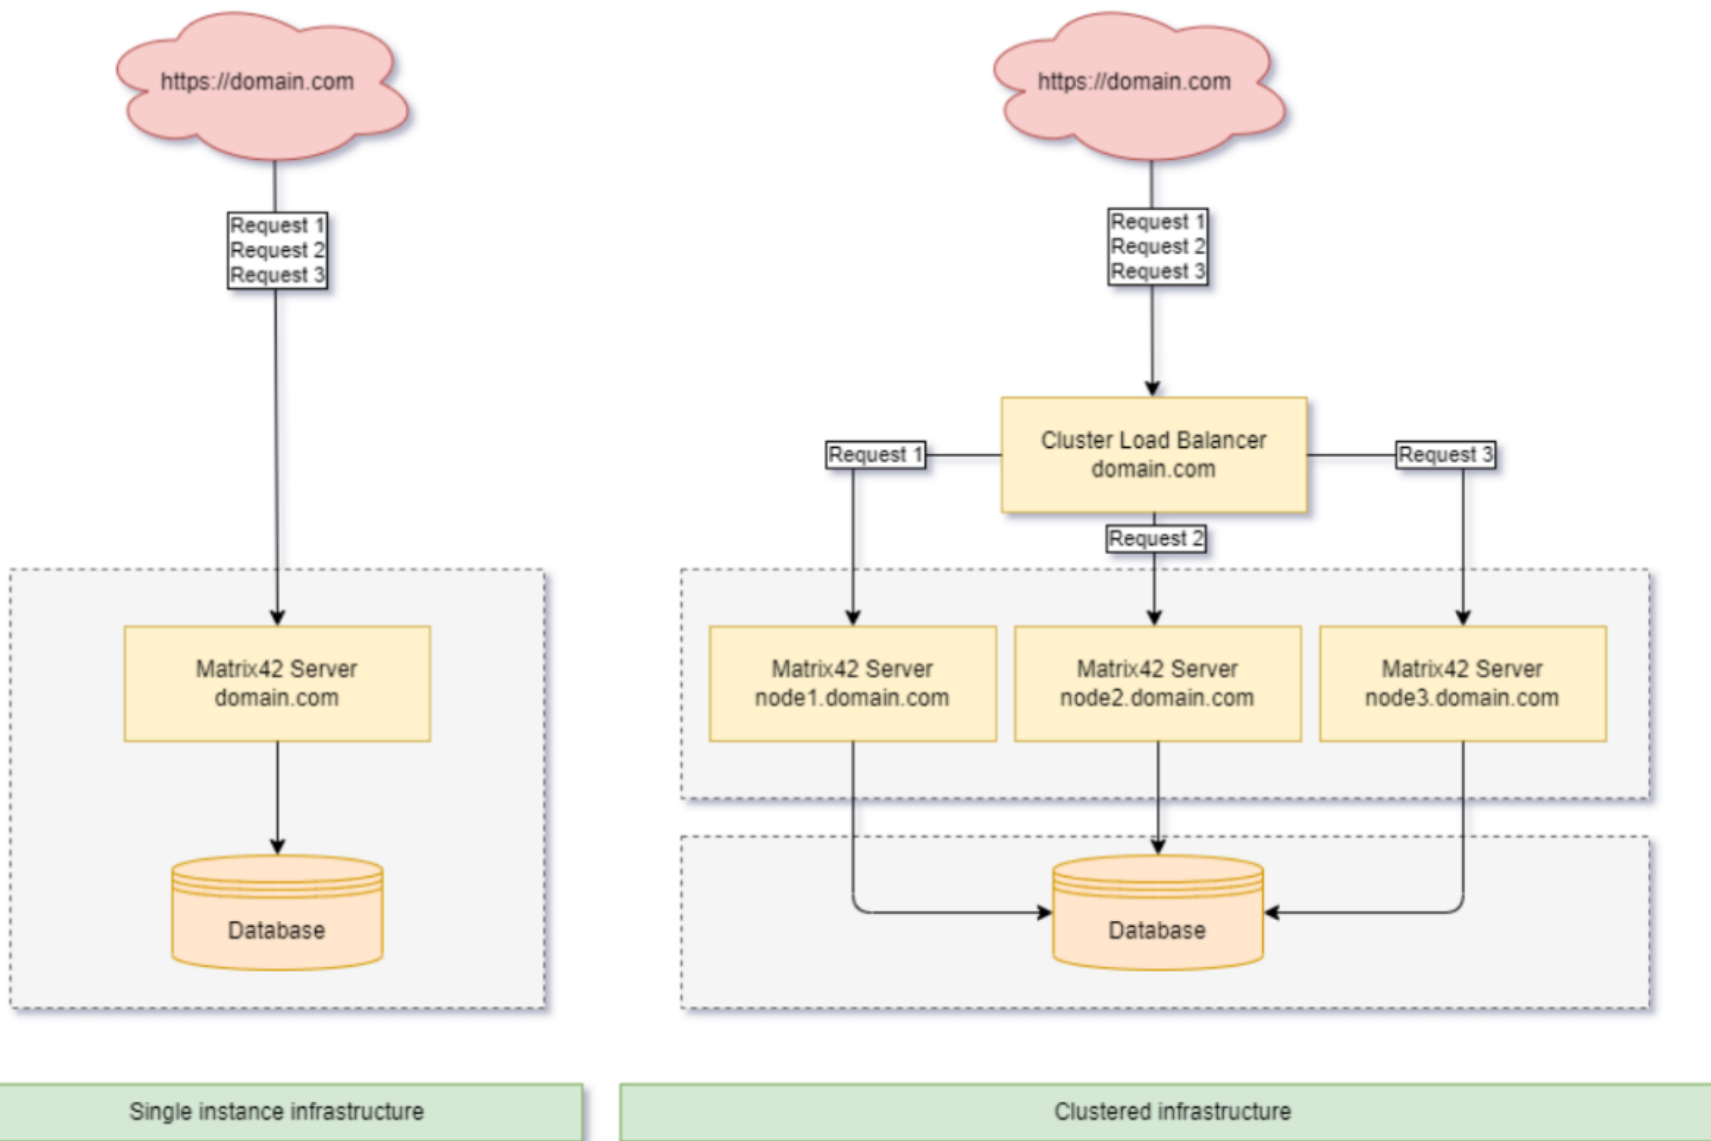 https://domain.com
Request 1
Request 2
Request 3
Matrix42 Server
domain.com
Database
Single instance infrastructure
https://domain.com
Request 1
Request 2
Request 3
Cluster Load Balancer
domain.com
Request 1
Request 2
Request 3
Matrix42 Server
node1.domain.com
Matrix42 Server
node2.domain.com
Matrix42 Server
node3.domain.com
Database
Clustered infrastructure